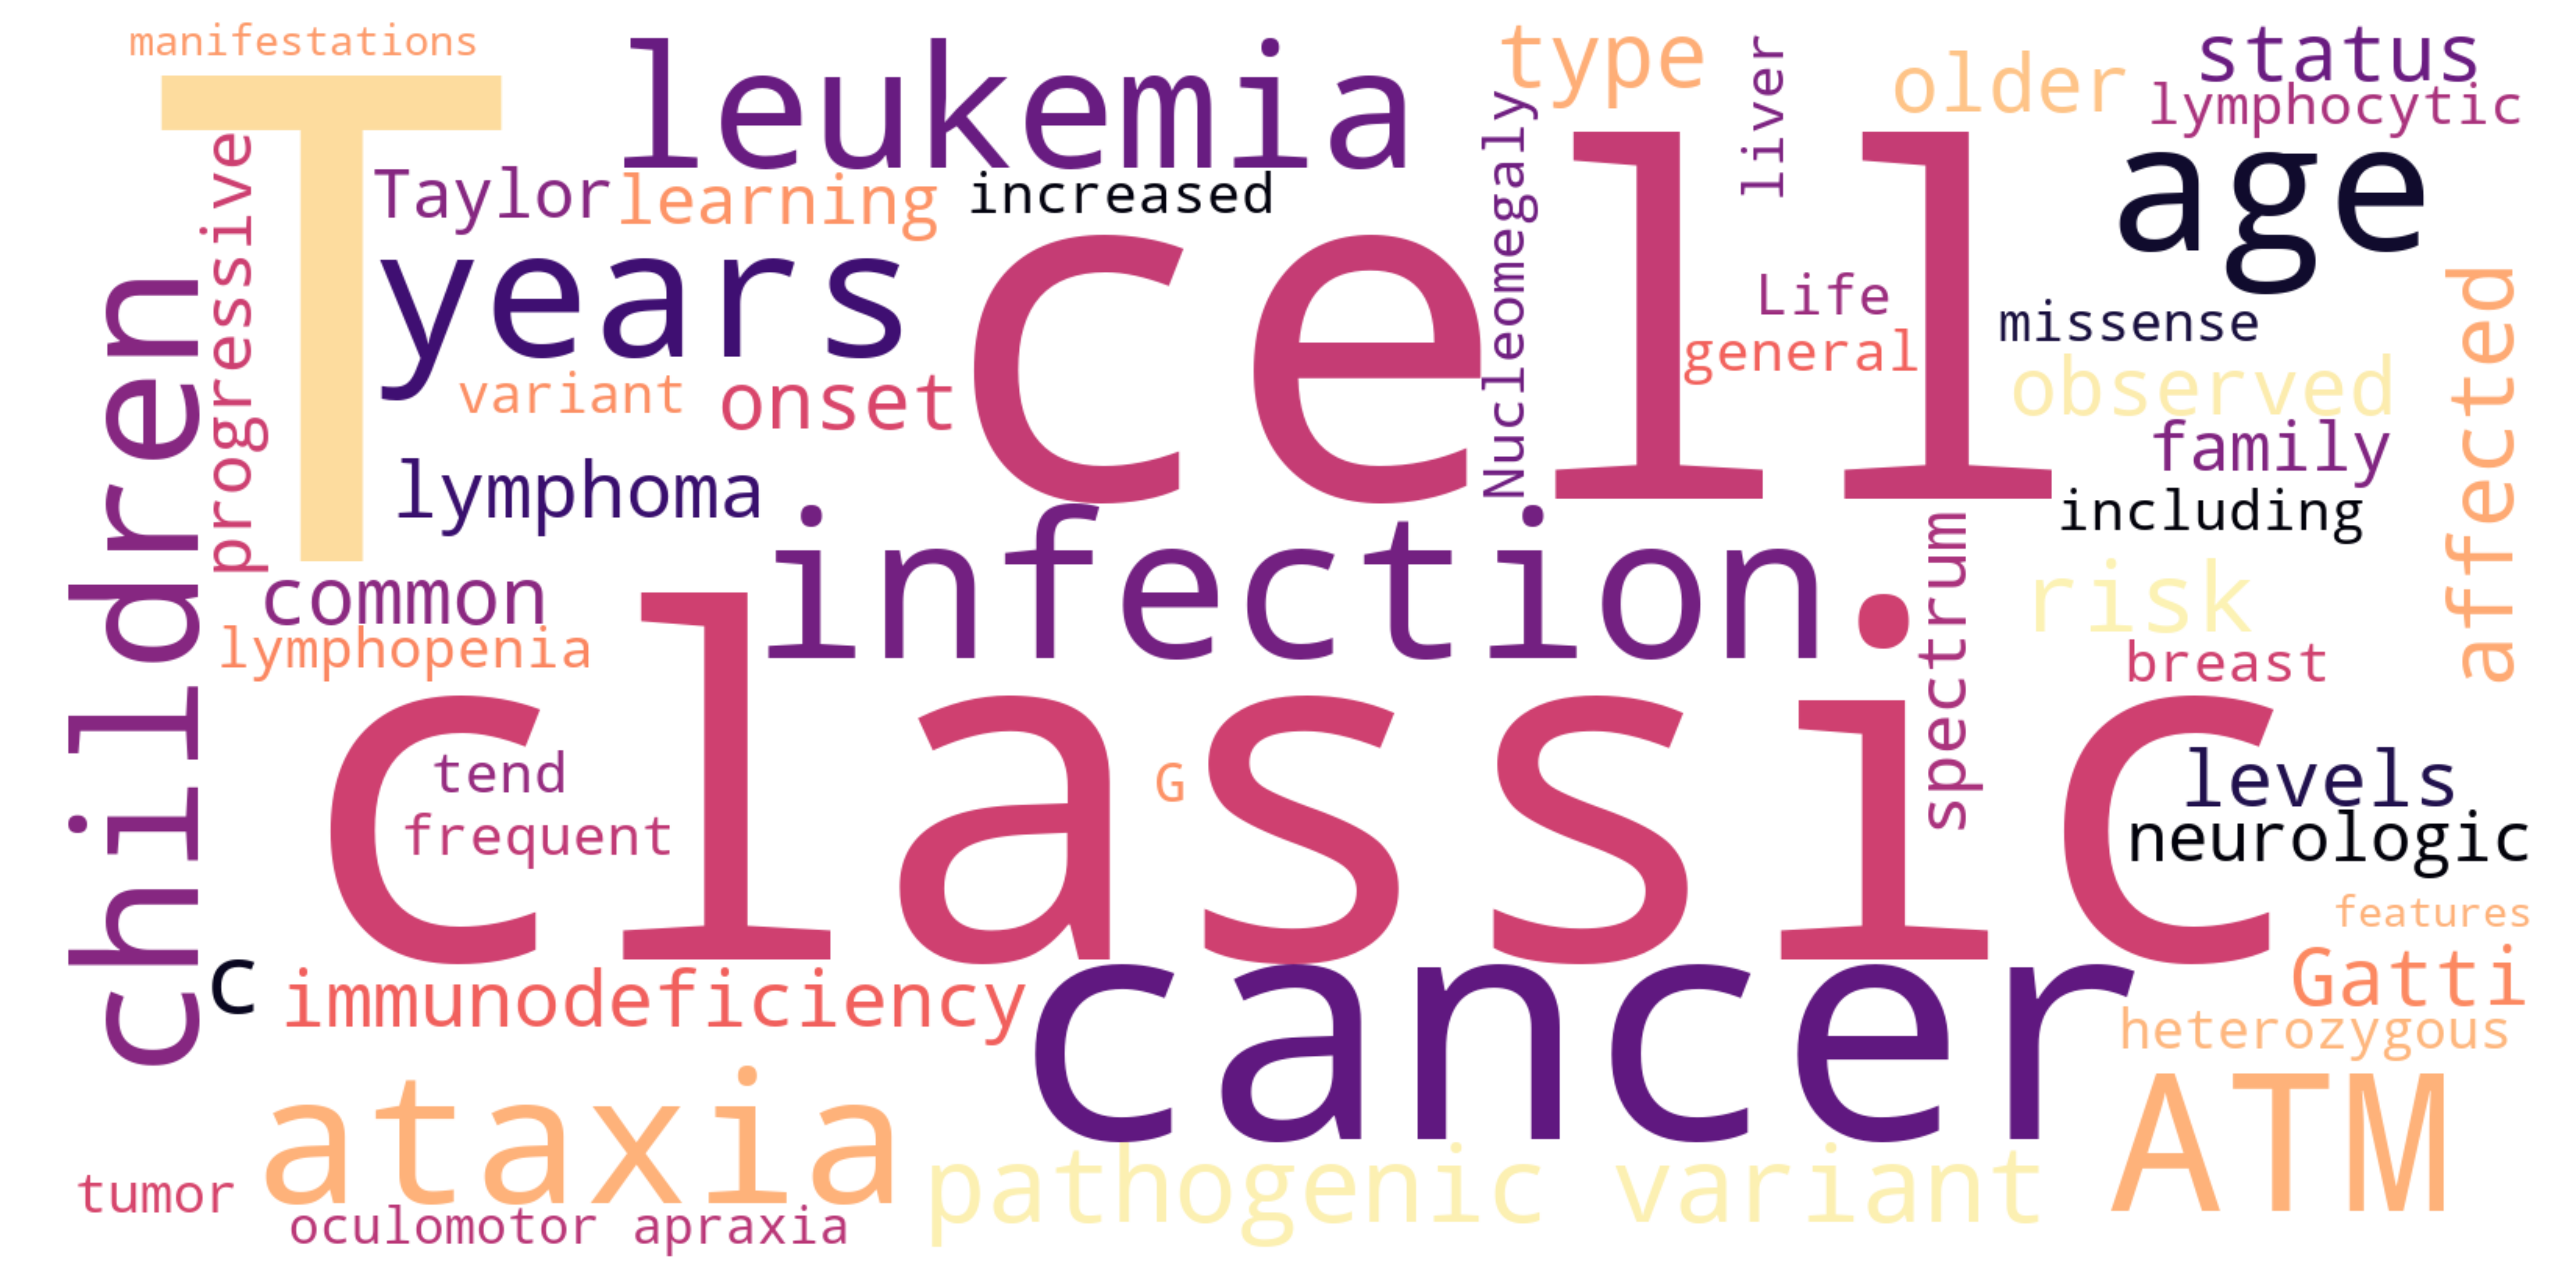 manifestations
T
leukemia
type
liver
older
status
lymphocytic
Taylor
learning
increased
Nucleomegaly
age
progressive
years
cell
Life
general
missense
observed
affected
children
variant
onset
family
lymphoma
including
infection
spectrum
risk
common
lymphopenia
breast
classic
tend
G
frequent
levels
neurologic
features
c
immunodeficiency
cancer
Gatti
heterozygous
ataxia
ATM
pathogenic variant
tumor
oculomotor apraxia